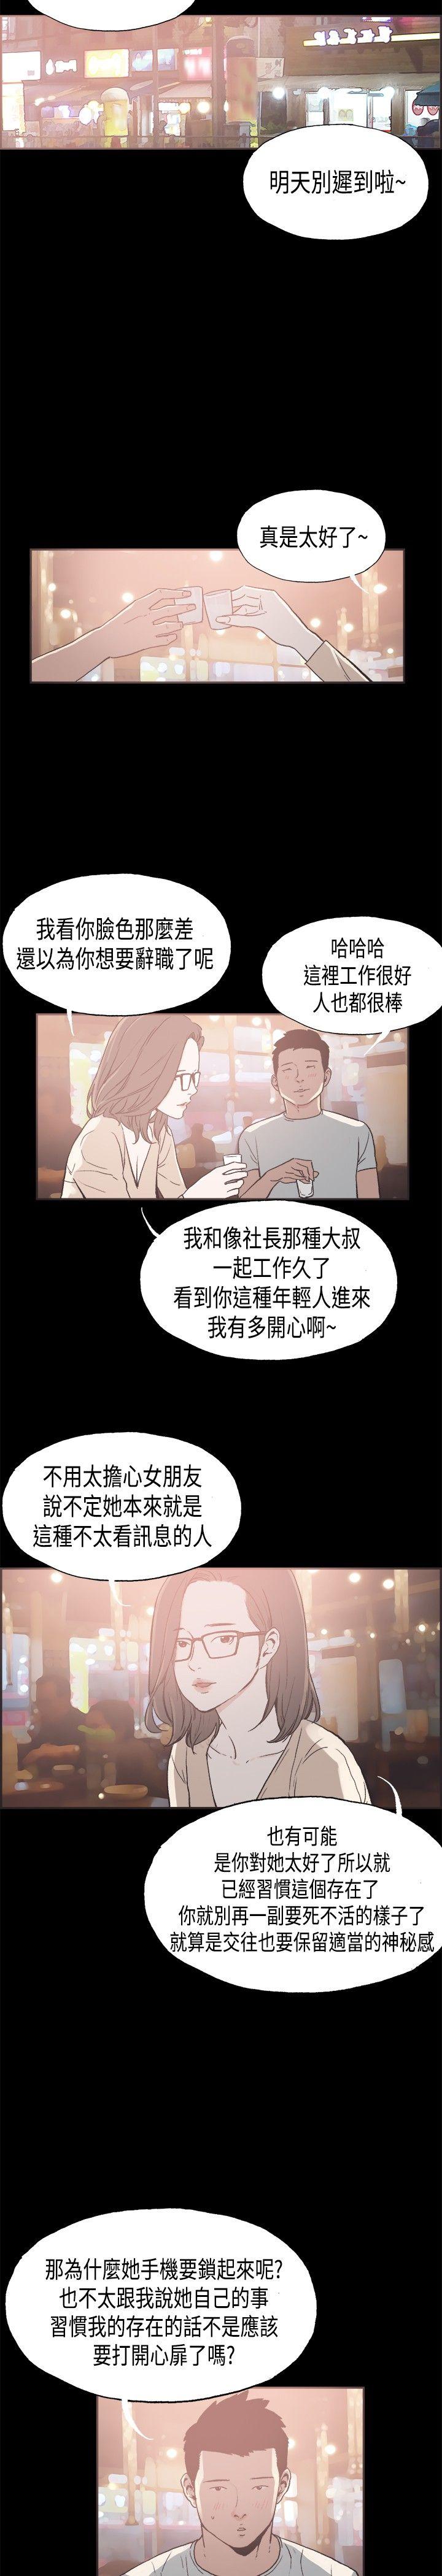 明天別遲到啦~
真是太好了~
我看你臉色那麼差
還以為你想要辭職了呢
哈哈哈
這裡工作很好
人也都很棒
我和像社長那種大叔
一起工作久了
看到你這種年輕人進來
我有多開心啊~
不用太擔心女朋友
說不定她本來就是
這種不太看訊息的人
也有可能
是你對她太好了所以就
已經習慣這個存在了
你就別再一副要死不活的樣子了
就算是交往也要保留適當的神秘感
那為什麼她手機要鎖起來呢?
也不太跟我說她自己的事
習慣我的存在的話不是應該
要打開心扉了嗎?